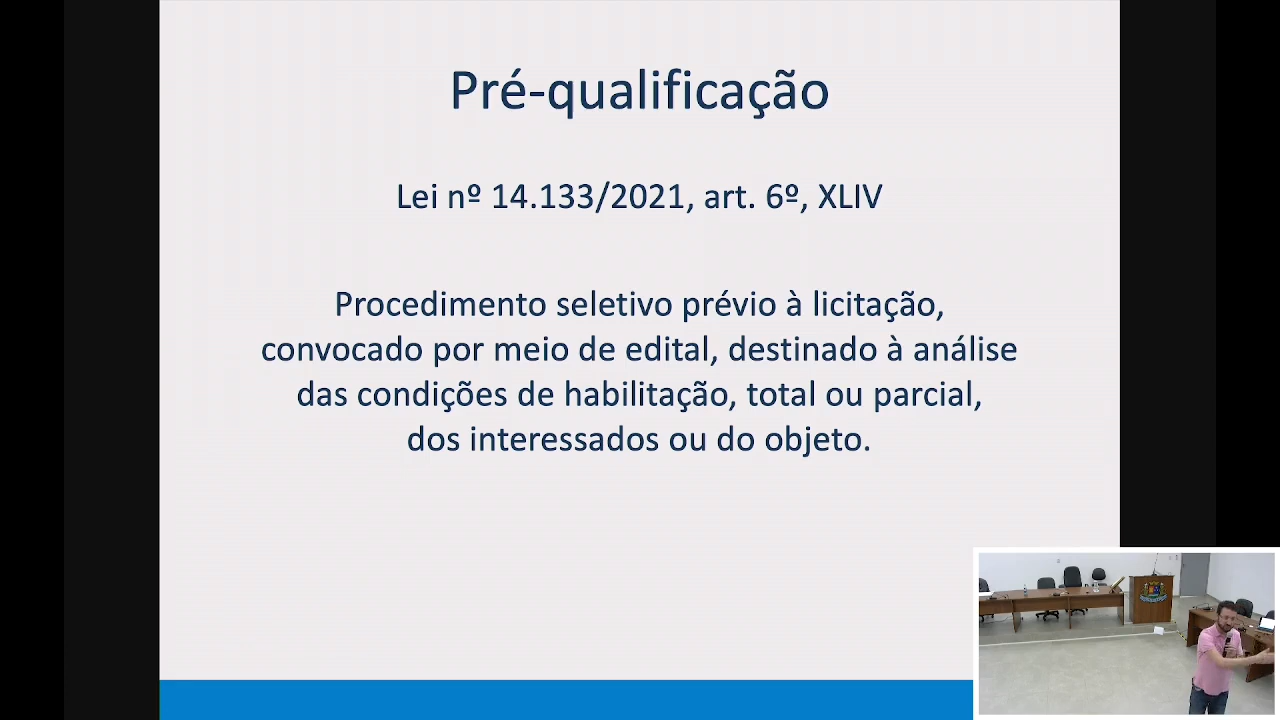 Pré-qualificação
Lei nº 14.133/2021, art. 6º, XLIV
Procedimento seletivo prévio à licitação,
convocado por meio de edital, destinado à análise
das condições de habilitação, total ou parcial,
dos interessados ou do objeto.